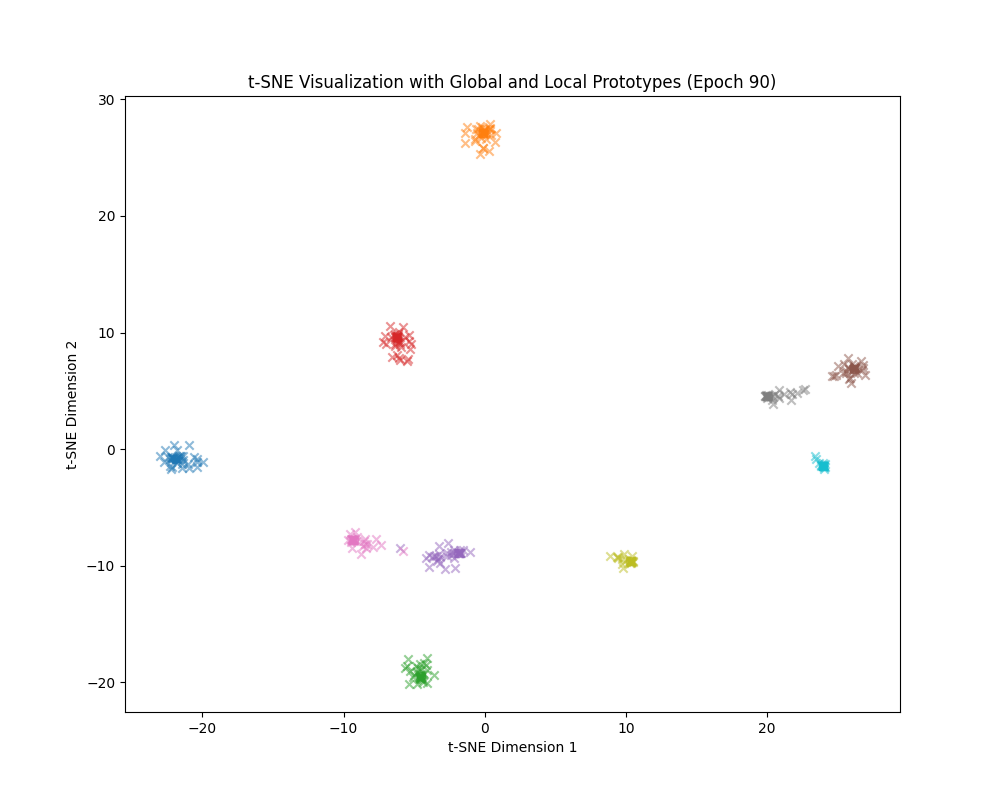 t-SNE Visualization with Global and Local Prototypes (Epoch 90)
30
20
10
0
−10
−20
t-SNE Dimension 2
−20 −10 0 10 20
t-SNE Dimension 1